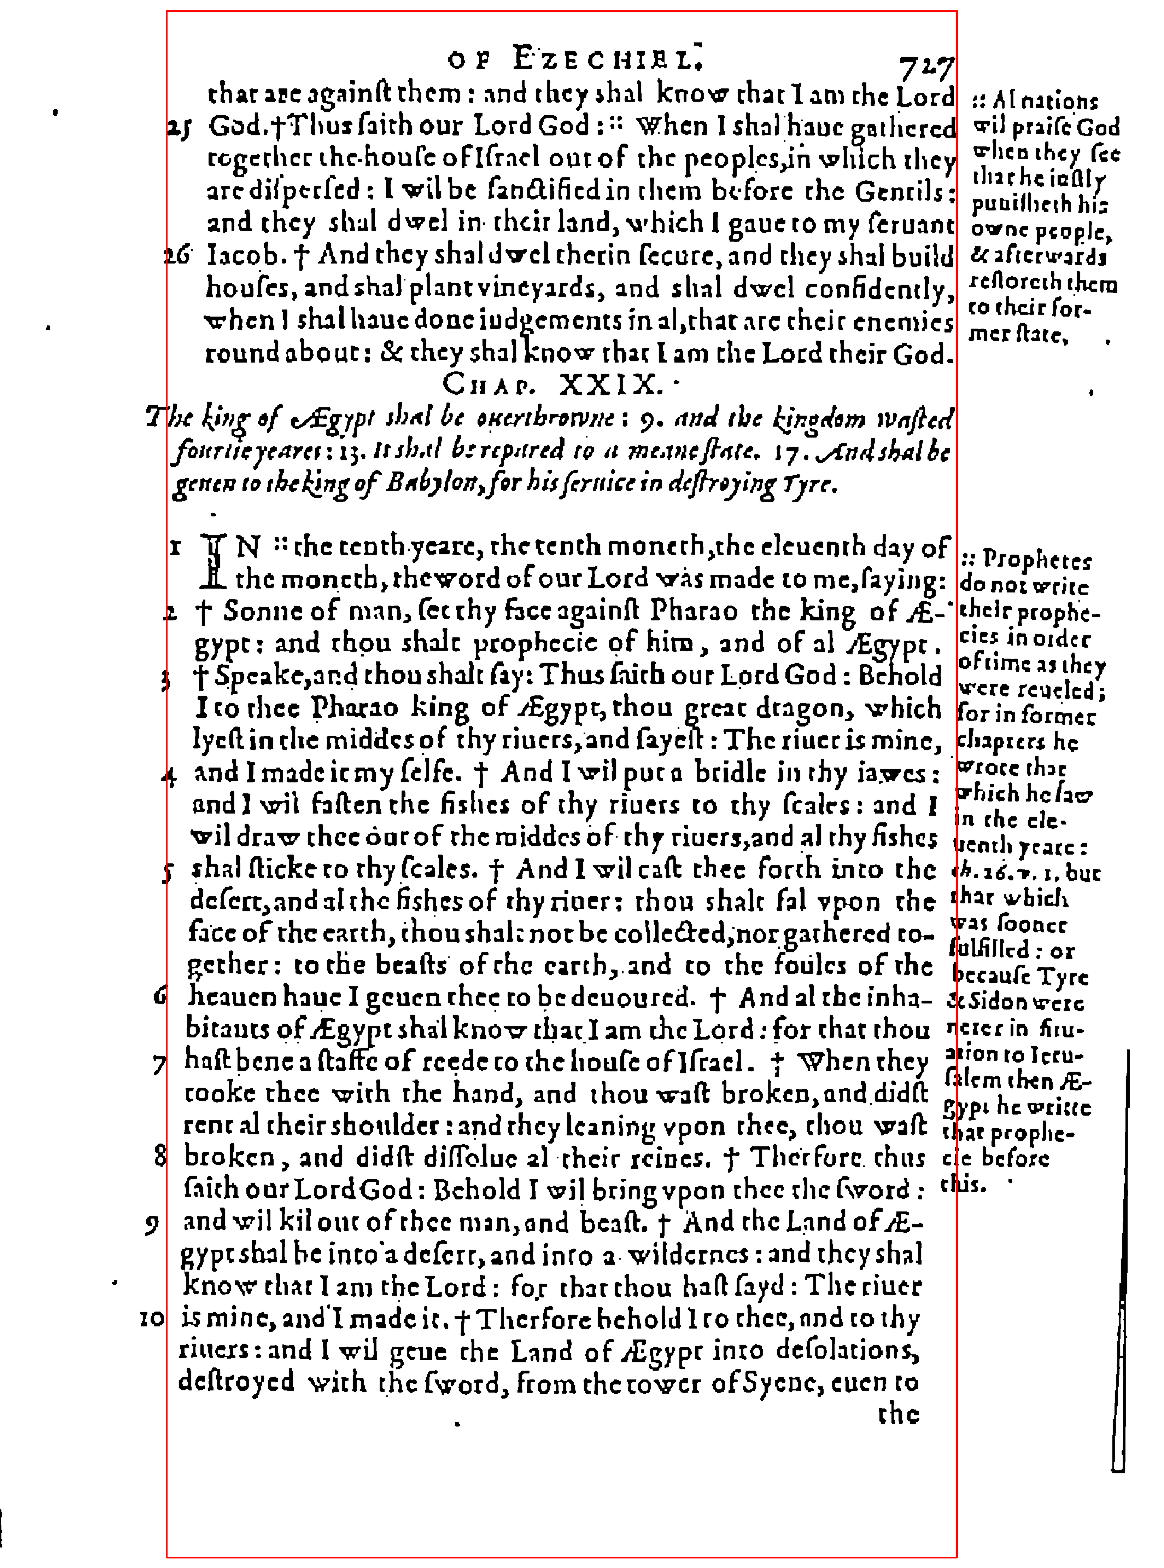 OF EZECHIEL. 727
that are againſt them : and they shal know that I am the Lord
25 God.†Thus ſaith our Lord God : :: When I shal haue gathered
together the houſe of Iſrael out of the peoples, in which they
are diſperſed : I wil be ſanctified in them before the Gentils :
and they shal dwel in their land, which I gaue to my ſeruant
26 Iacob. † And they shal dwel therin ſecure, and they shal build
houſes, and shal plant vineyards, and shal dwel confidently,
when I shal haue done iudgements in al, that are their enemies
round about : & they shal know that I am the Lord their God.
:: Al nations
wil praiſe God
when they ſee
that he iuſtly
puniſheth his
owne people,
& afterwards
reſtoreth them
to their for-
mer ſtate,
CHAP. XXIX.
The king of Ægypt shal be ouerthrowne : 9. and the kingdom waſted
fourtie yeares : 13. It shal be repared to a meane ſtate. 17. And shal be
geuen to the king of Babylon, for his ſeruice in deſtroying Tyre.
1 IN :: the tenth yeare, the tenth moneth, the eleuenth day of
the moneth, the word of our Lord was made to me, ſaying:
2 † Sonne of man, ſet thy face againſt Pharao the king of Æ-
gypt : and thou shalt prophecie of him, and of al Ægypt.
3 † Speake, and thou shalt ſay: Thus ſaith our Lord God : Behold
I to thee Pharao king of Ægypt, thou great dragon, which
lyeſt in the middes of thy riuers, and ſayeſt : The riuer is mine,
4 and I made it my ſelfe. † And I wil put a bridle in thy iawes :
and I wil faſten the fishes of thy riuers to thy ſcales : and I
wil draw thee out of the middes of thy riuers, and al thy fishes
5 shal ſticke to thy ſcales. † And I wil caſt thee forth into the
deſert, and al the fishes of thy riuer : thou shalt fal vpon the
face of the earth, thou shalt not be collected, nor gathered to-
gether : to the beaſts of the earth, and to the foules of the
6 heauen haue I geuen thee to be deuoured. † And al the inha-
bitants of Ægypt shal know that I am the Lord : for that thou
7 haſt bene a ſtaffe of reede to the houſe of Iſrael. † When they
tooke thee with the hand, and thou waſt broken, and didſt
rent al their shoulder : and they leaning vpon thee, thou waſt
8 broken, and didſt diſſolue al their reines. † Therfore thus
ſaith our Lord God : Behold I wil bring vpon thee the ſword :
9 and wil kil out of thee man, and beaſt. † And the Land of Æ-
gypt shal be into a deſert, and into a wildernes : and they shal
know that I am the Lord : for that thou haſt ſayd : The riuer
10 is mine, and I made it. † Therfore behold I to thee, and to thy
riuers : and I wil geue the Land of Ægypt into deſolations,
deſtroyed with the ſword, from the tower of Syene, euen to
the
:: Prophetes
do not write
their prophe-
cies in order
of time as they
were reueled ;
for in former
chapters he
wrote that
which he ſaw
in the ele-
uenth yeare :
ch. 26. v. 1. but
that which
was ſooner
fulfilled : or
becauſe Tyre
& Sidon were
nerer in ſitu-
ation to Ieru-
ſalem then Æ-
gypt he writte
that prophe-
cie before
this.